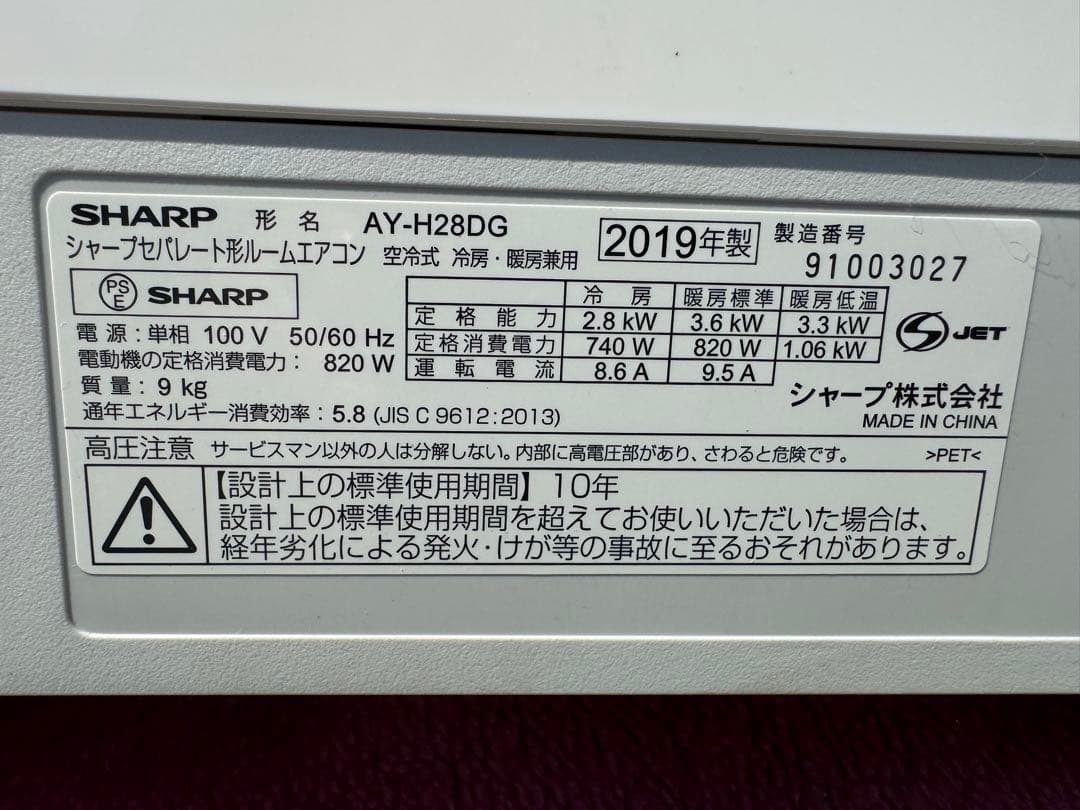 SHARP 形名 AY-H28DG 2019年製 製造番号
シャープセパレート形ルームエアコン 空冷式 冷房・暖房兼用 91003027
PS E SHARP
電源:単相 100 V 50/60 Hz
電動機の定格消費電力: 820 W
質量:9 kg
通年エネルギー消費効率:5.8 (JIS C 9612:2013)
冷房 暖房標準 暖房低温
定格能力 2.8 kW 3.6 kW 3.3 kW
定格消費電力 740 W 820 W 1.06 kW
運転電流 8.6 A 9.5 A
JET
シャープ株式会社
MADE IN CHINA
高圧注意 サービスマン以外の人は分解しない。内部に高電圧部があり、さわると危険です。 >PET<
【設計上の標準使用期間】10年
設計上の標準使用期間を超えてお使いいただいた場合は、
経年劣化による発火・けが等の事故に至るおそれがあります。